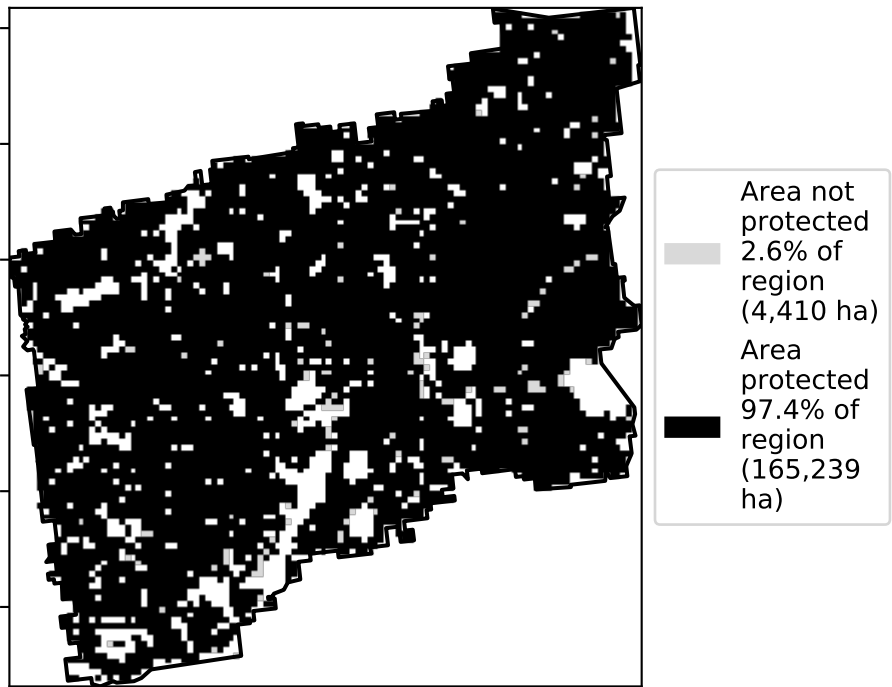 Area not
protected
2.6% of
region
(4,410 ha)
Area
protected
97.4% of
region
(165,239
ha)